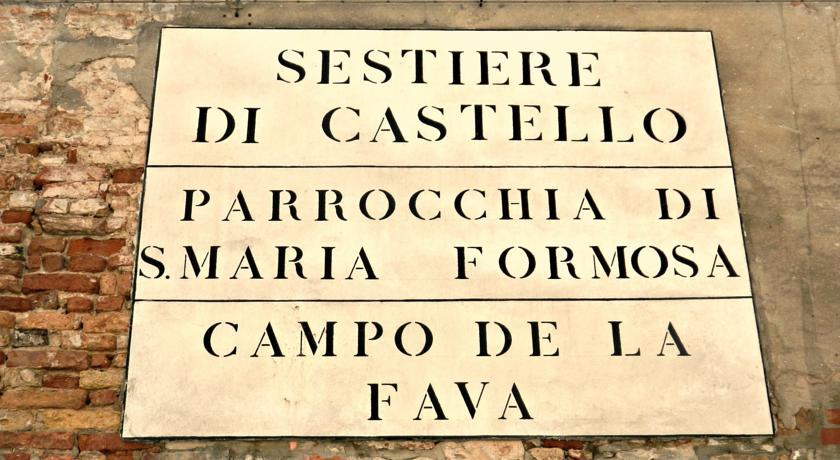 SESTIERE
DI CASTELLO
PARROCCHIA DI
S. MARIA FORMOSA
CAMPO DE LA
FAVA